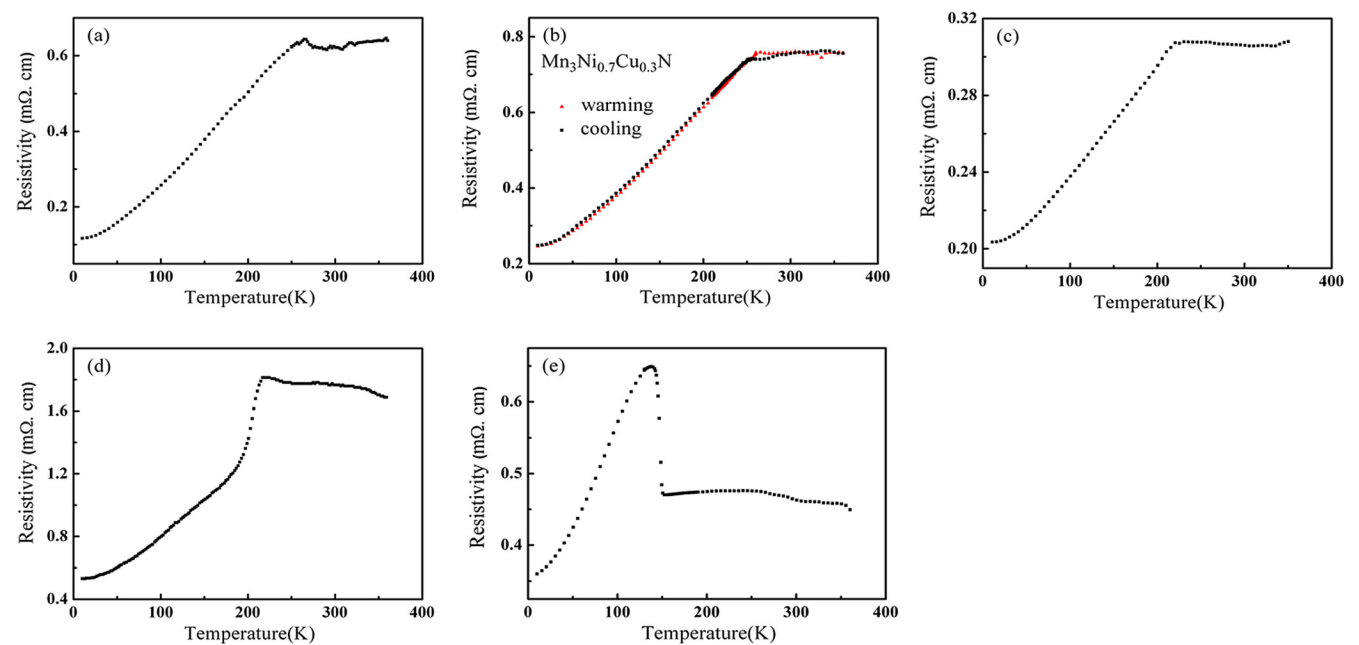 (a)
Resistivity (mΩ. cm)
0.6
0.4
0.2
0 100 200 300 400
Temperature(K)
(b)
Mn₃Ni₀.₇Cu₀.₃N
warming
cooling
Resistivity (mΩ. cm)
0.8
0.6
0.4
0.2
0 100 200 300 400
Temperature(K)
(c)
Resistivity (mΩ. cm)
0.32
0.28
0.24
0.20
0 100 200 300 400
Temperature(K)
(d)
Resistivity (mΩ. cm)
2.0
1.6
1.2
0.8
0.4
0 100 200 300 400
Temperature(K)
(e)
Resistivity (mΩ. cm)
0.6
0.5
0.4
0 100 200 300 400
Temperature(K)